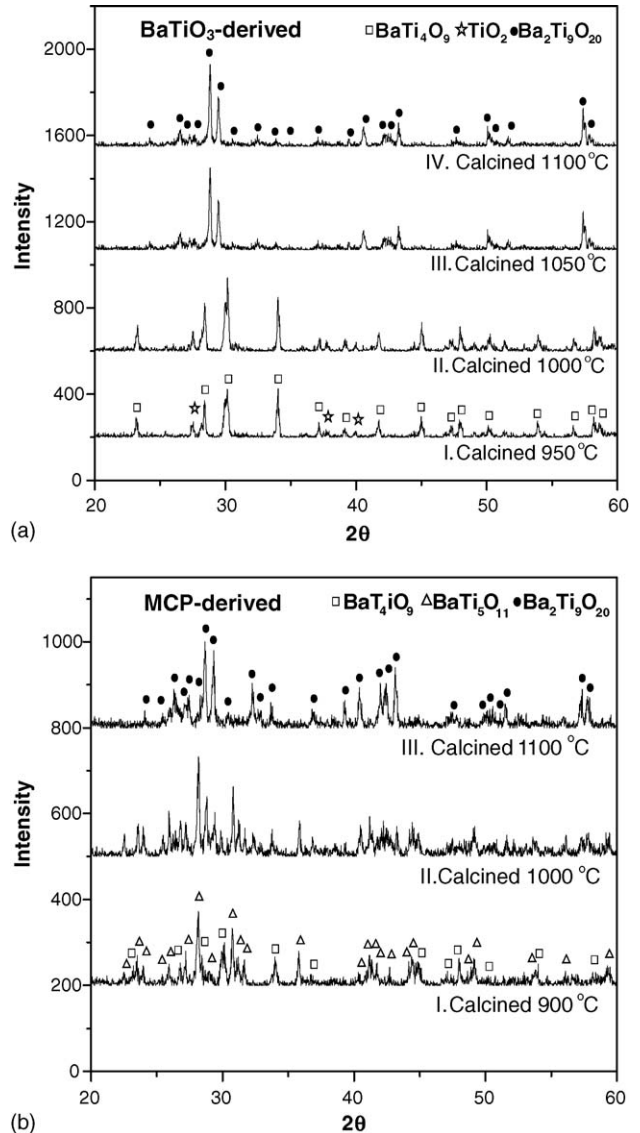 BaTiO₃-derived □BaTi₄O₉ ☆TiO₂ ●Ba₂Ti₉O₂₀
2000
1600
IV. Calcined 1100°C
1200
III. Calcined 1050°C
800
II. Calcined 1000°C
400
I. Calcined 950°C
0
Intensity
20 30 40 50 60
(a)
2θ
MCP-derived □BaT₄iO₉ △BaTi₅O₁₁ ●Ba₂Ti₉O₂₀
1000
800
III. Calcined 1100 °C
600
II. Calcined 1000 °C
400
200
I. Calcined 900 °C
0
Intensity
20 30 40 50 60
(b)
2θ